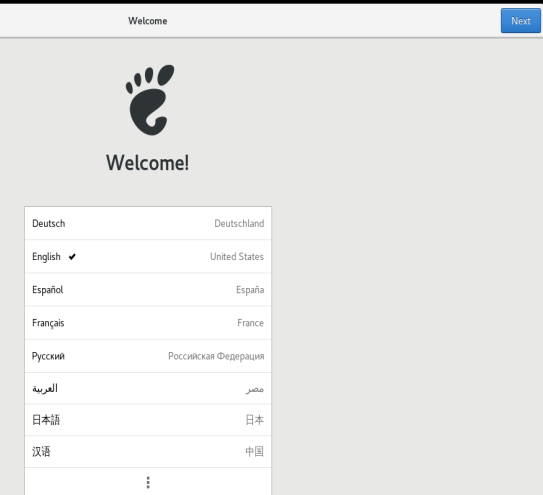 Welcome
Next
Welcome!
Deutsch Deutschland
English ✔ United States
Español España
Français France
Русский Российская Федерация
العربية مصر
日本語 日本
汉语 中国